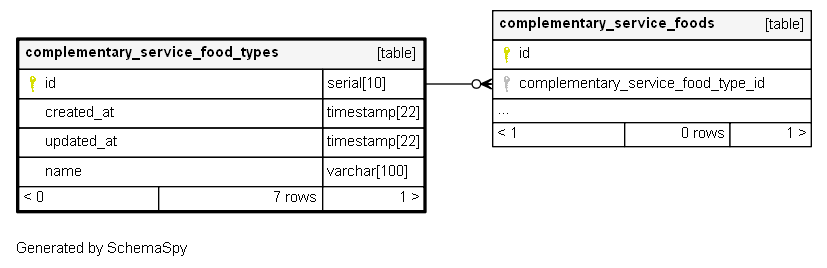 complementary_service_food_types [table]
id serial[10]
created_at timestamp[22]
updated_at timestamp[22]
name varchar[100]
< 0 7 rows 1 >
complementary_service_foods [table]
id
complementary_service_food_type_id
...
< 1 0 rows 1 >
Generated by SchemaSpy